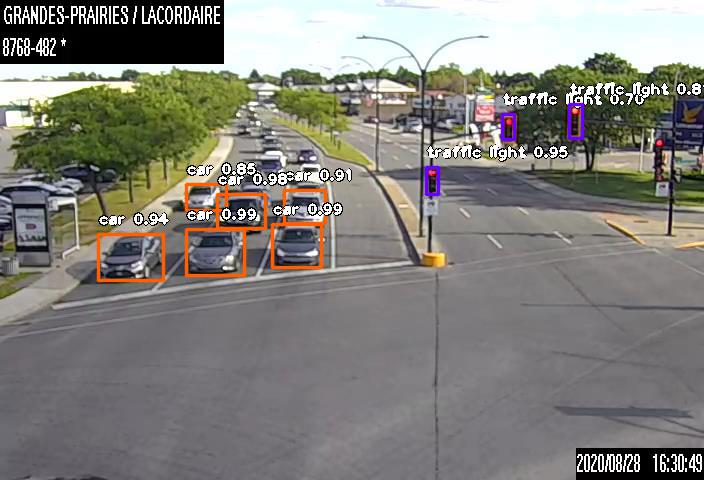 GRANDES-PRAIRIES / LACORDAIRE
8768-482 *
traffic light 0.8
traffic light 0.70
traffic light 0.95
car 0.85
car 0.98
car 0.91
car 0.94
car 0.99
car 0.99
2020/08/28 16:30:49